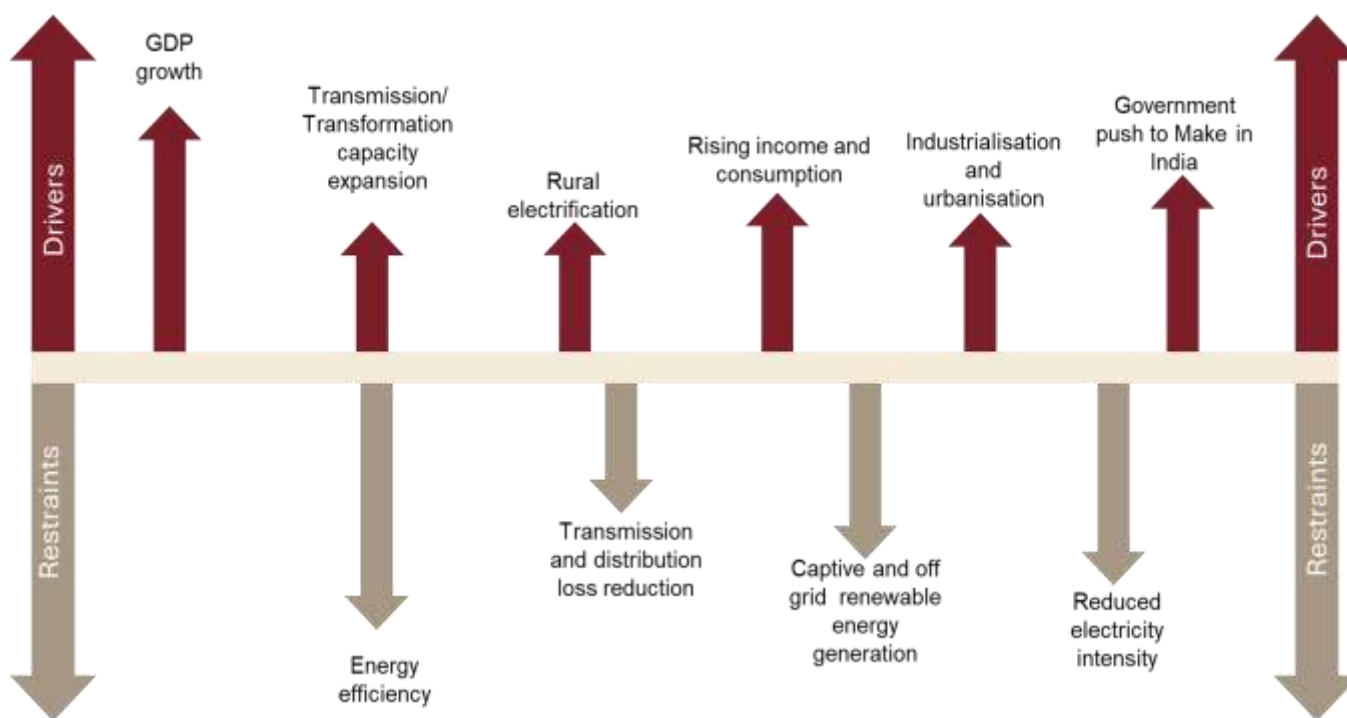 Drivers
GDP
growth
Transmission/
Transformation
capacity
expansion
Rural
electrification
Rising income and
consumption
Industrialisation
and
urbanisation
Government
push to Make in
India
Drivers
Restraints
Energy
efficiency
Transmission
and distribution
loss reduction
Captive and off
grid renewable
energy
generation
Reduced
electricity
intensity
Restraints